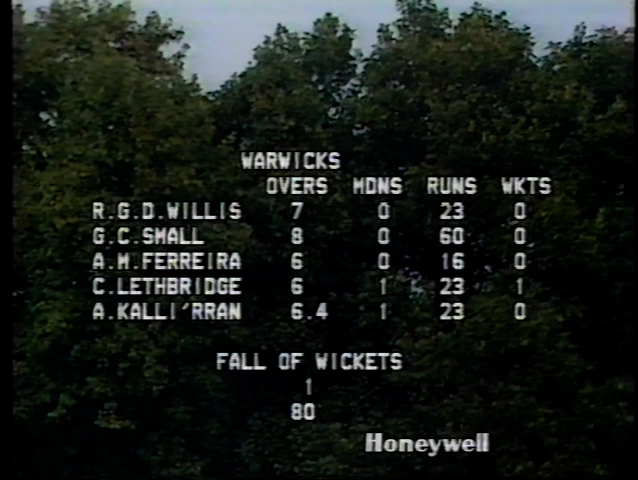 WARWICKS
OVERS MDNS RUNS WKTS
R.G.D.WILLIS 7 0 23 0
G.C.SMALL 8 0 60 0
A.M.FERREIRA 6 0 16 0
C.LETHBRIDGE 6 1 23 1
A.KALLI'RRAN 6.4 1 23 0
FALL OF WICKETS
1
80
Honeywell